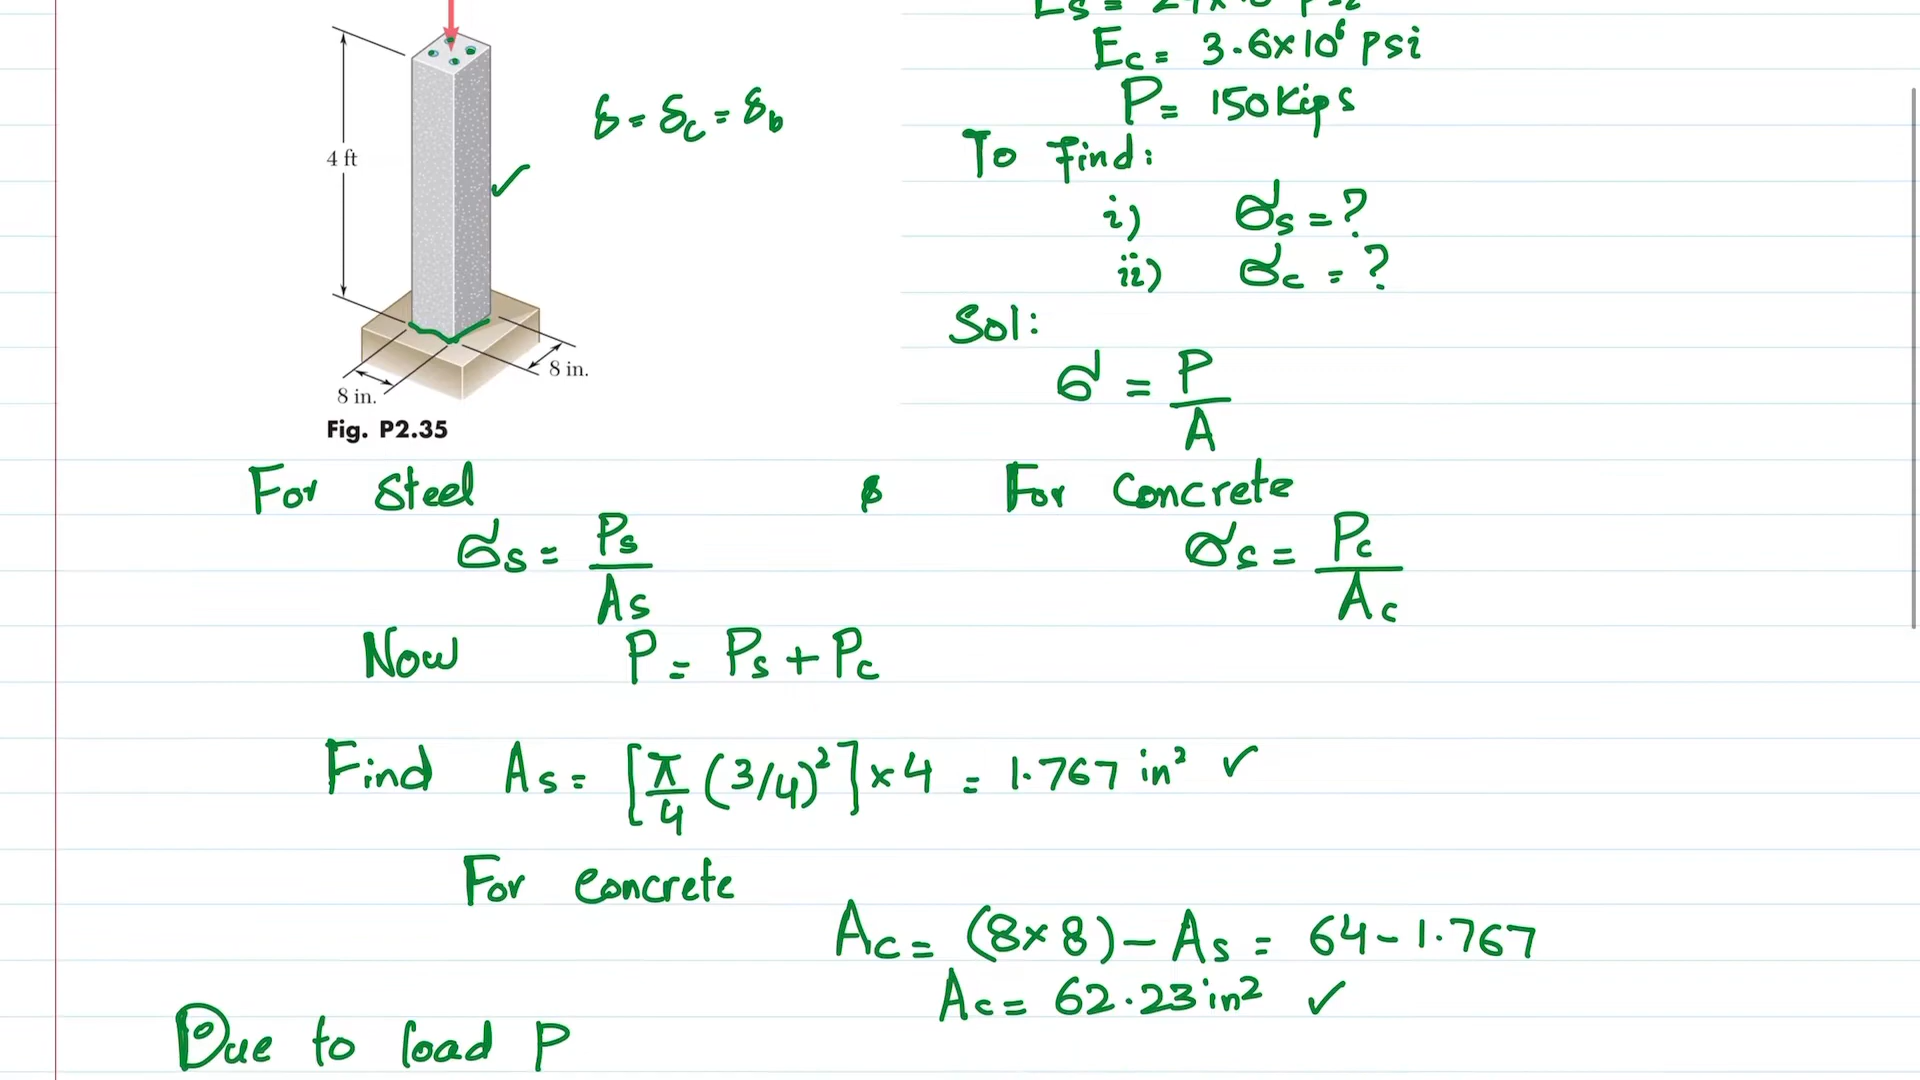 Ec = 3.6×10⁶ psi
P = 150 Kips
δ = δc = δb
To find:
4 ft
i) σs = ?
ii) σc = ?
Sol:
σ = P/A
8 in.
8 in.
Fig. P2.35
For Steel & For Concrete
σs = Ps/As
σc = Pc/Ac
Now P = Ps + Pc
Find As = [π/4 (3/4)²] × 4 = 1.767 in² ✓
For concrete
Ac = (8×8) − As = 64 − 1.767
Ac = 62.23 in² ✓
Due to load P